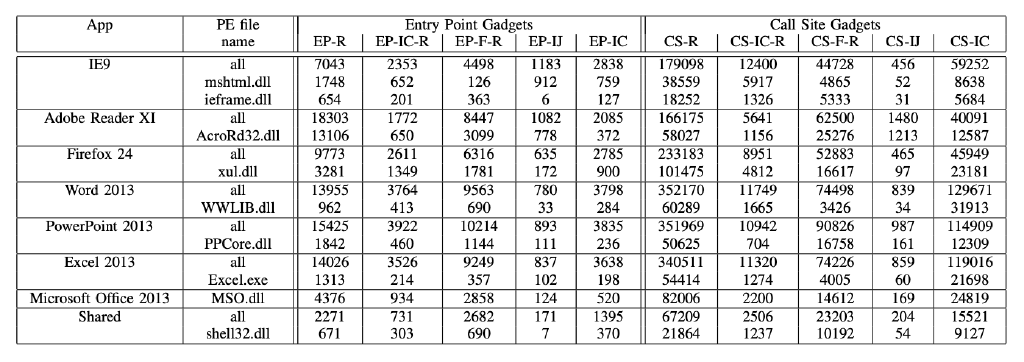 App PE file Entry Point Gadgets Call Site Gadgets
name EP-R EP-IC-R EP-F-R EP-IJ EP-IC CS-R CS-IC-R CS-F-R CS-IJ CS-IC
IE9 all 7043 2353 4498 1183 2838 179098 12400 44728 456 59252
mshtml.dll 1748 652 126 912 759 38559 5917 4865 52 8638
ieframe.dll 654 201 363 6 127 18252 1326 5333 31 5684
Adobe Reader XI all 18303 1772 8447 1082 2085 166175 5641 62500 1480 40091
AcroRd32.dll 13106 650 3099 778 372 58027 1156 25276 1213 12587
Firefox 24 all 9773 2611 6316 635 2785 233183 8951 52883 465 45949
xul.dll 3281 1349 1781 172 900 101475 4812 16617 97 23181
Word 2013 all 13955 3764 9563 780 3798 352170 11749 74498 839 129671
WWLIB.dll 962 413 690 33 284 60289 1665 3426 34 31913
PowerPoint 2013 all 15425 3922 10214 893 3835 351969 10942 90826 987 114909
PPCore.dll 1842 460 1144 111 236 50625 704 16758 161 12309
Excel 2013 all 14026 3526 9249 837 3638 340511 11320 74226 859 119016
Excel.exe 1313 214 357 102 198 54414 1274 4005 60 21698
Microsoft Office 2013 MSO.dll 4376 934 2858 124 520 82006 2200 14612 169 24819
Shared all 2271 731 2682 171 1395 67209 2506 23203 204 15521
shell32.dll 671 303 690 7 370 21864 1237 10192 54 9127